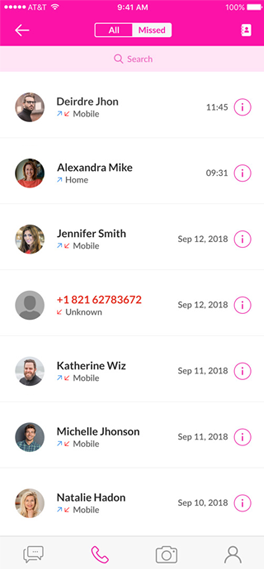 AT&T 9:41 AM 100%
All Missed
Search
Deirdre Jhon
Mobile 11:45
Alexandra Mike
Home 09:31
Jennifer Smith
Mobile Sep 12, 2018
+1 821 62783672
Unknown Sep 12, 2018
Katherine Wiz
Mobile Sep 11, 2018
Michelle Jhonson
Mobile Sep 11, 2018
Natalie Hadon
Mobile Sep 10, 2018